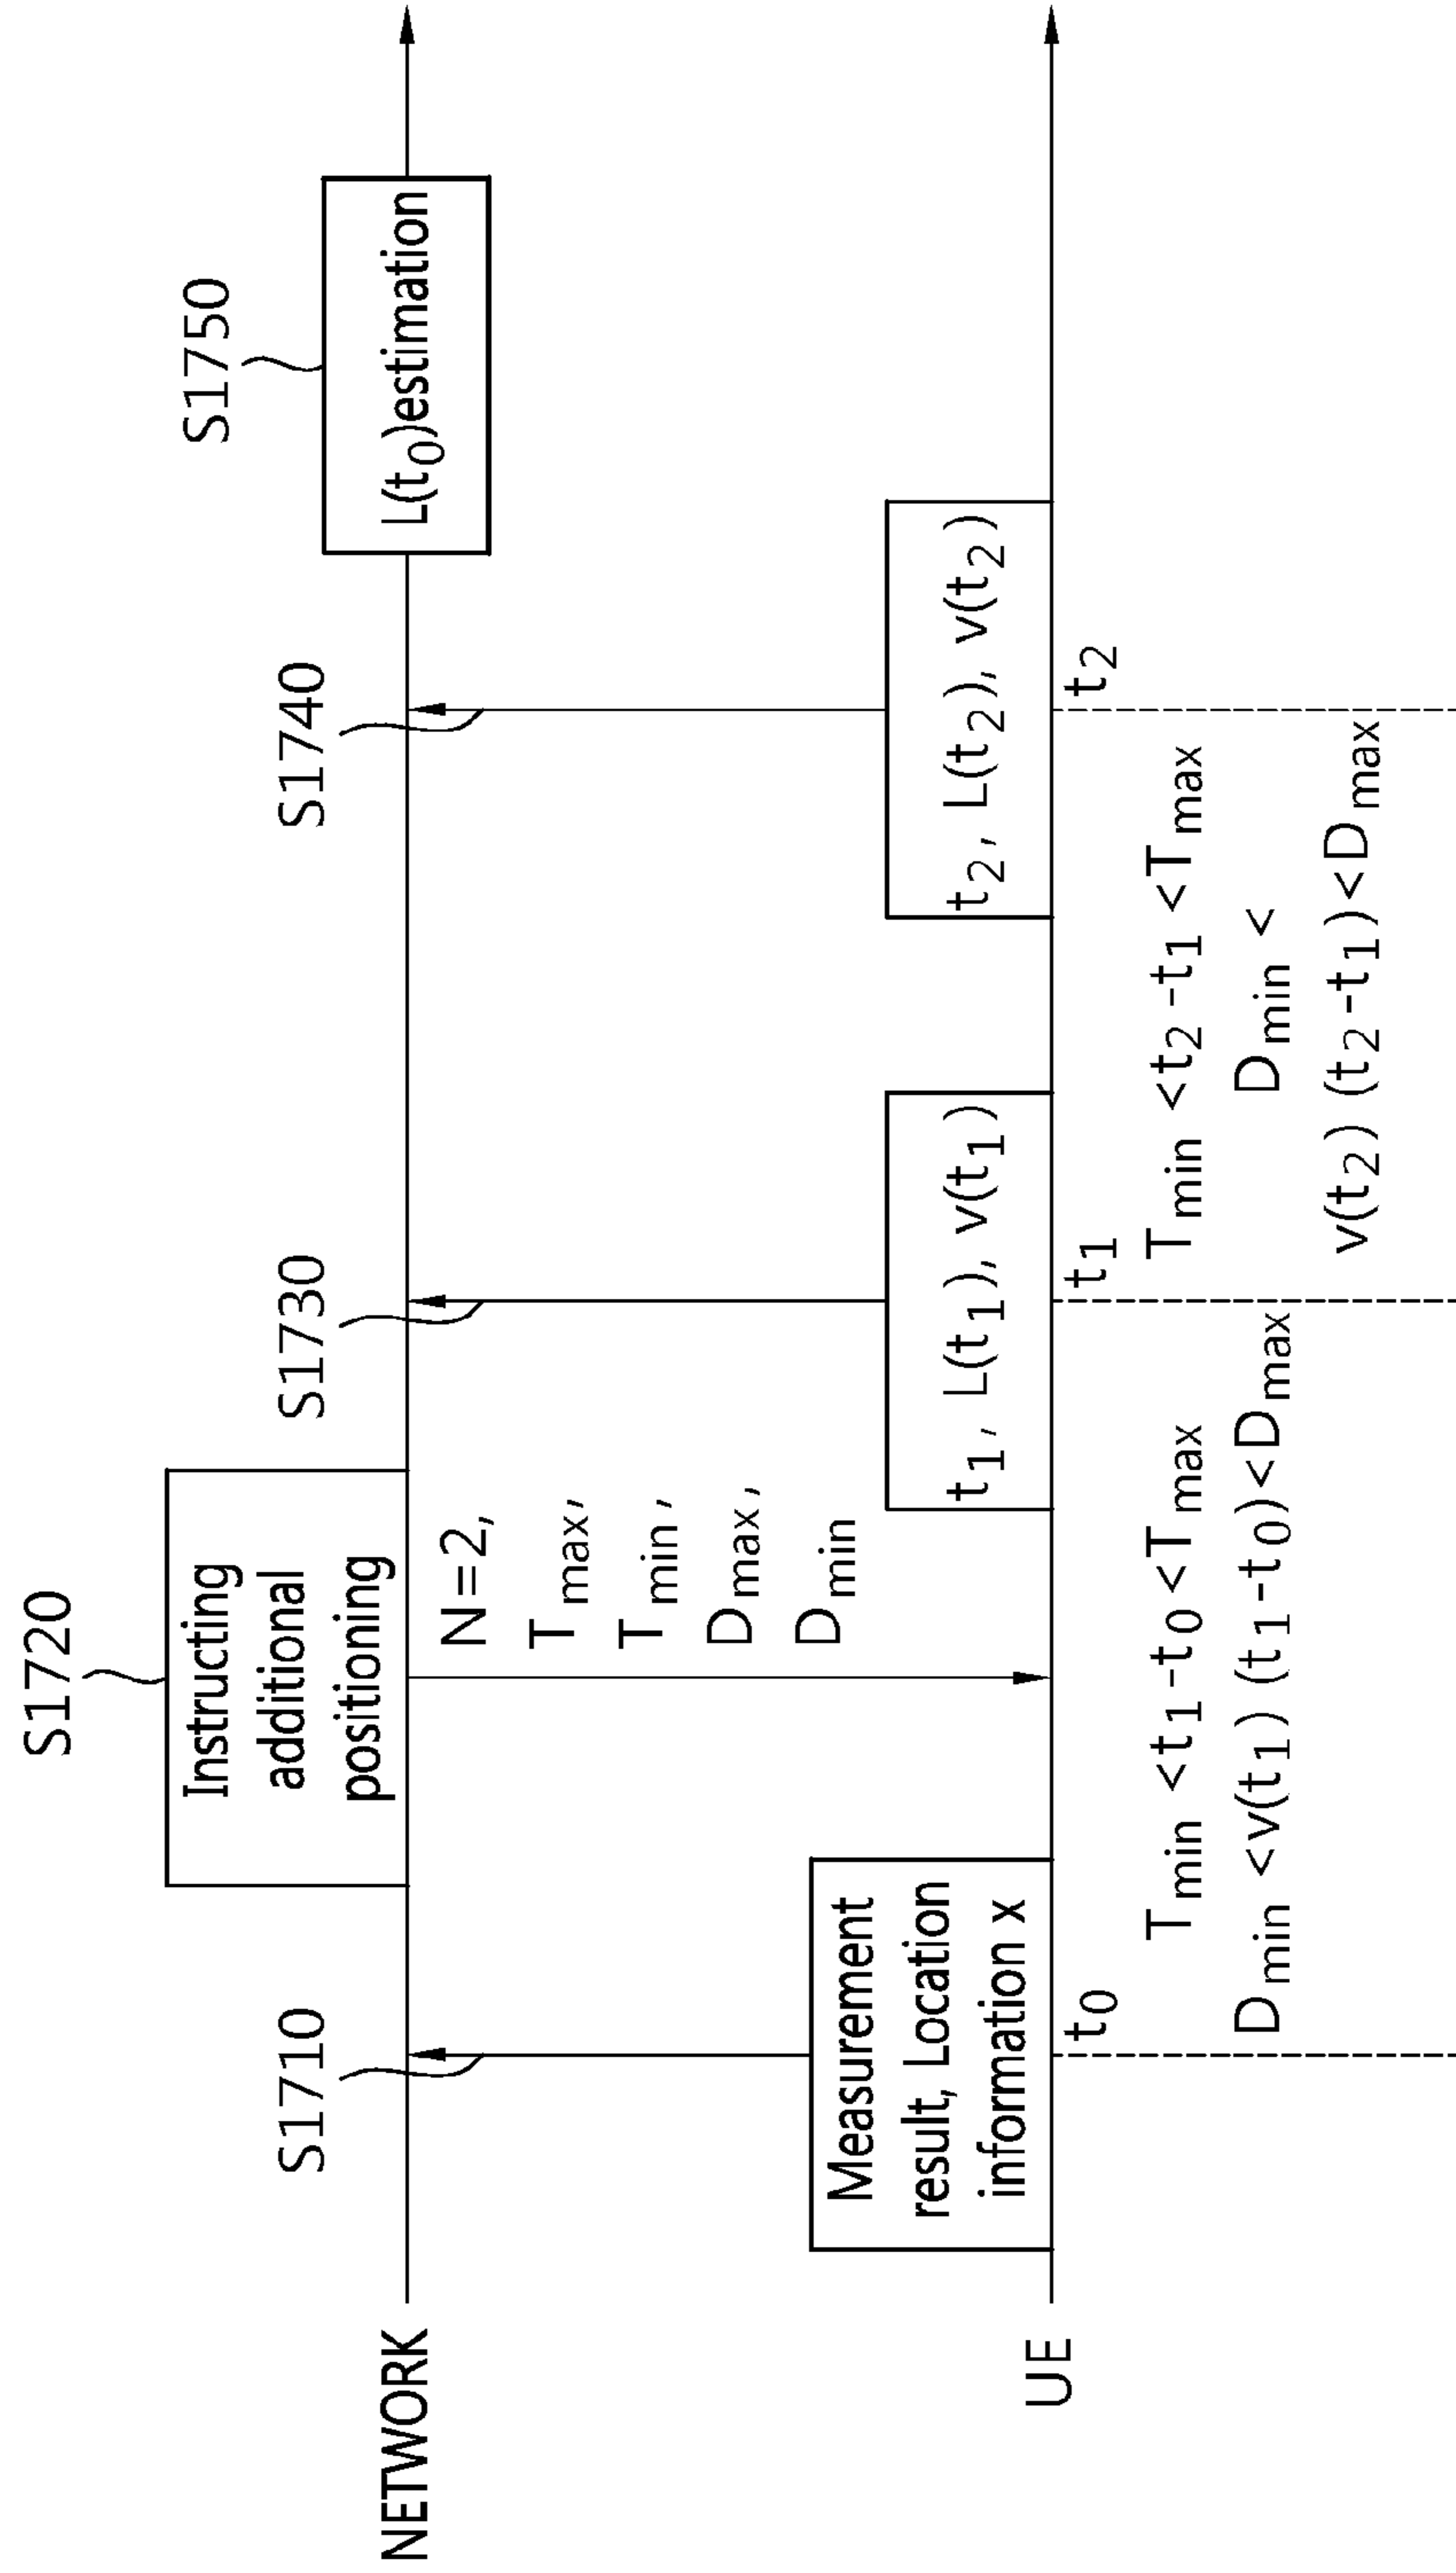 S1720
S1710
S1730
S1740
S1750
Instructing
additional
positioning
L(t0)estimation
NETWORK
N=2,
Tmax,
Tmin,
Dmax,
Dmin
Measurement
result, Location
information x
t1, L(t1), v(t1)
t2, L(t2), v(t2)
UE
t0
t1
t2
Tmin <t1-t0<Tmax
Dmin <v(t1) (t1-t0)<Dmax
Tmin <t2-t1<Tmax
Dmin <
v(t2) (t2-t1)<Dmax